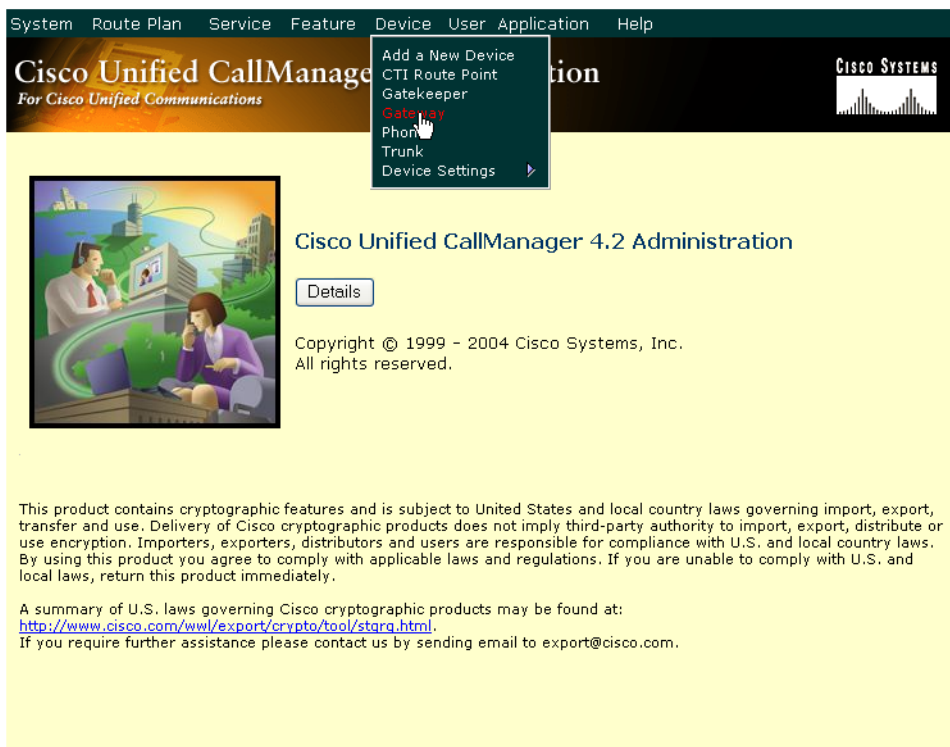 System Route Plan Service Feature Device User Application Help
Cisco Unified CallManage
tion
For Cisco Unified Communications
CISCO SYSTEMS
Add a New Device
CTI Route Point
Gatekeeper
Gateway
Phone
Trunk
Device Settings
Cisco Unified CallManager 4.2 Administration
Details
Copyright © 1999 - 2004 Cisco Systems, Inc.
All rights reserved.
This product contains cryptographic features and is subject to United States and local country laws governing import, export,
transfer and use. Delivery of Cisco cryptographic products does not imply third-party authority to import, export, distribute or
use encryption. Importers, exporters, distributors and users are responsible for compliance with U.S. and local country laws.
By using this product you agree to comply with applicable laws and regulations. If you are unable to comply with U.S. and
local laws, return this product immediately.
A summary of U.S. laws governing Cisco cryptographic products may be found at:
http://www.cisco.com/wwl/export/crypto/tool/stqrg.html.
If you require further assistance please contact us by sending email to export@cisco.com.